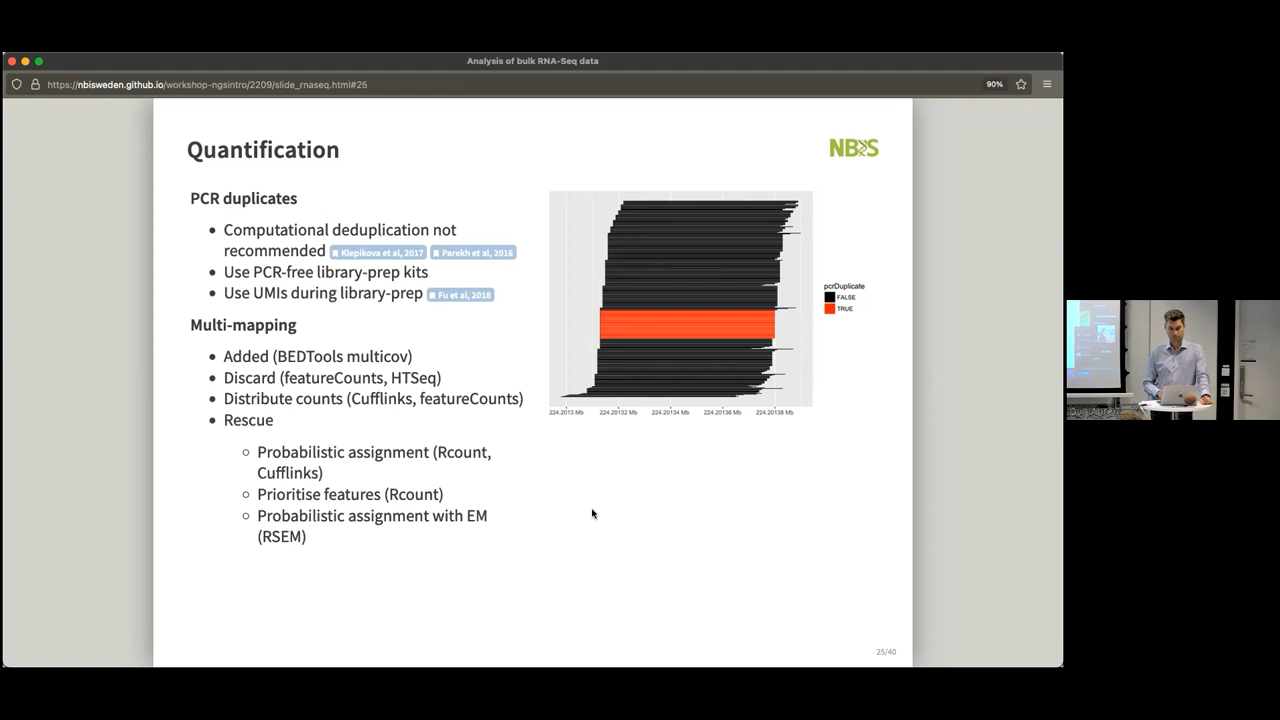 Analysis of bulk RNA-Seq data
https://nbisweden.github.io/workshop-ngsintro/2209/slide_rnaseq.html#25
90%
Quantification
NBIS
PCR duplicates
Computational deduplication not
recommended Klepikova et al, 2017 Parekh et al, 2016
Use PCR-free library-prep kits
Use UMIs during library-prep Fu et al, 2018
Multi-mapping
Added (BEDTools multicov)
Discard (featureCounts, HTSeq)
Distribute counts (Cufflinks, featureCounts)
Rescue
Probabilistic assignment (Rcount,
Cufflinks)
Prioritise features (Rcount)
Probabilistic assignment with EM
(RSEM)
pcrDuplicate
FALSE
TRUE
224.2013 Mb 224.20132 Mb 224.20134 Mb 224.20136 Mb 224.20138 Mb
25/40